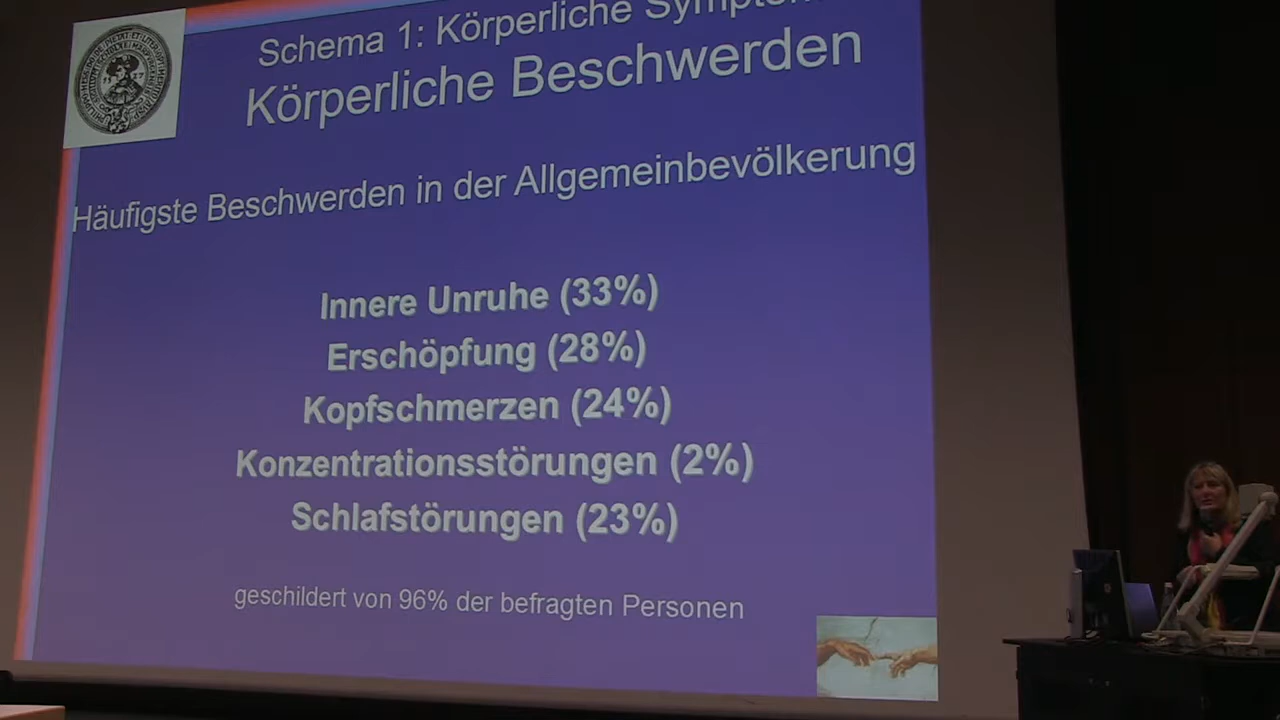 Schema 1: Körperliche
Körperliche Beschwerden
Häufigste Beschwerden in der Allgemeinbevölkerung
Innere Unruhe (33%)
Erschöpfung (28%)
Kopfschmerzen (24%)
Konzentrationsstörungen (2%)
Schlafstörungen (23%)
geschildert von 96% der befragten Personen